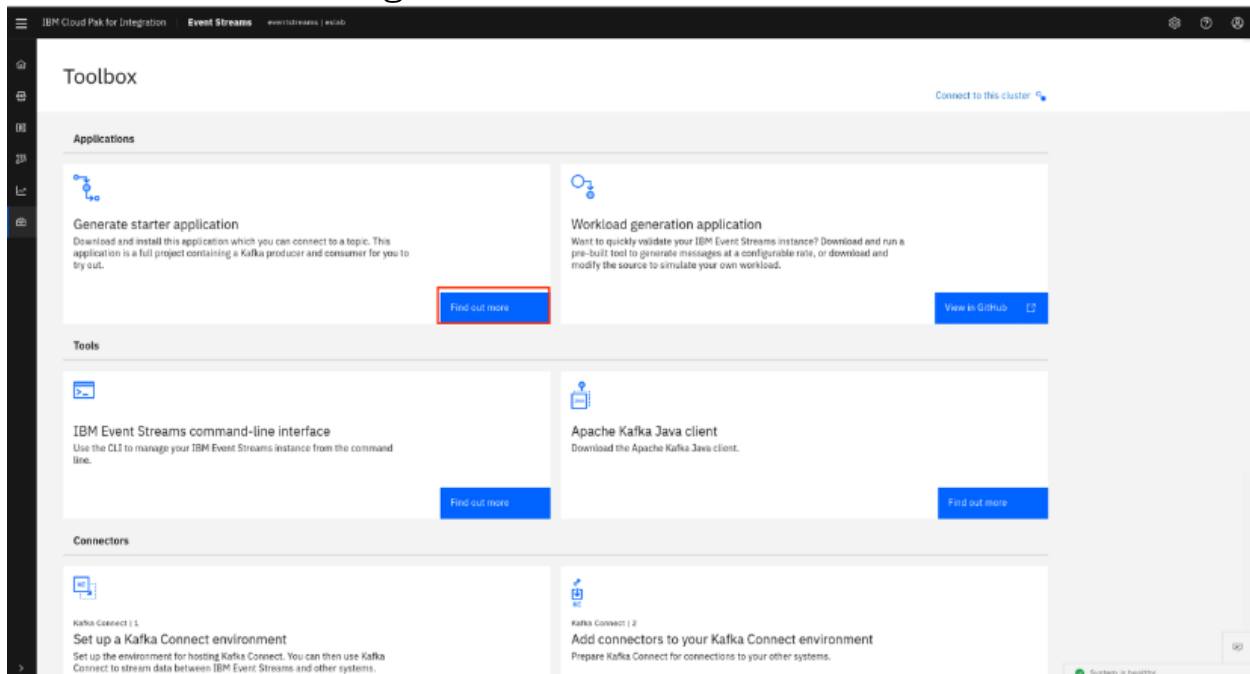 IBM Cloud Pak for Integration Event Streams eventstreams | eslab
Toolbox
Connect to this cluster
Applications
Generate starter application
Download and install this application which you can connect to a topic. This
application is a full project containing a Kafka producer and consumer for you to
try out.
Find out more
Workload generation application
Want to quickly validate your IBM Event Streams instance? Download and run a
pre-built tool to generate messages at a configurable rate, or download and
modify the source to simulate your own workload.
View in GitHub
Tools
IBM Event Streams command-line interface
Use the CLI to manage your IBM Event Streams instance from the command
line.
Find out more
Apache Kafka Java client
Download the Apache Kafka Java client.
Find out more
Connectors
KC
Kafka Connect | 1
Set up a Kafka Connect environment
Set up the environment for hosting Kafka Connect. You can then use Kafka
Connect to stream data between IBM Event Streams and other systems.
KC
Kafka Connect | 2
Add connectors to your Kafka Connect environment
Prepare Kafka Connect for connections to your other systems.
System is healthy